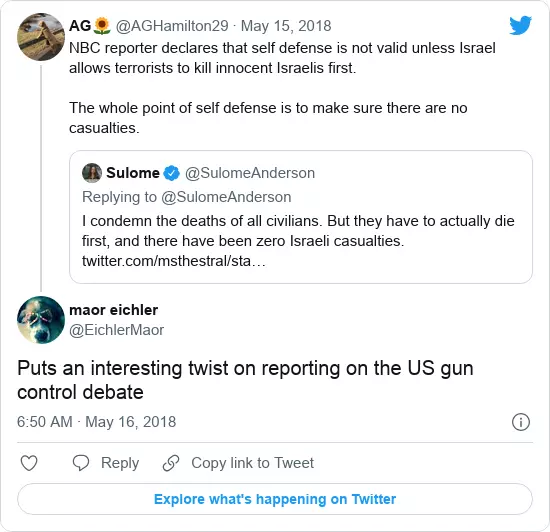 AG🌻 @AGHamilton29 · May 15, 2018
NBC reporter declares that self defense is not valid unless Israel
allows terrorists to kill innocent Israelis first.
The whole point of self defense is to make sure there are no
casualties.
Sulome @SulomeAnderson
Replying to @SulomeAnderson
I condemn the deaths of all civilians. But they have to actually die
first, and there have been zero Israeli casualties.
twitter.com/msthestral/sta…
maor eichler
@EichlerMaor
Puts an interesting twist on reporting on the US gun
control debate
6:50 AM · May 16, 2018
Reply Copy link to Tweet
Explore what's happening on Twitter